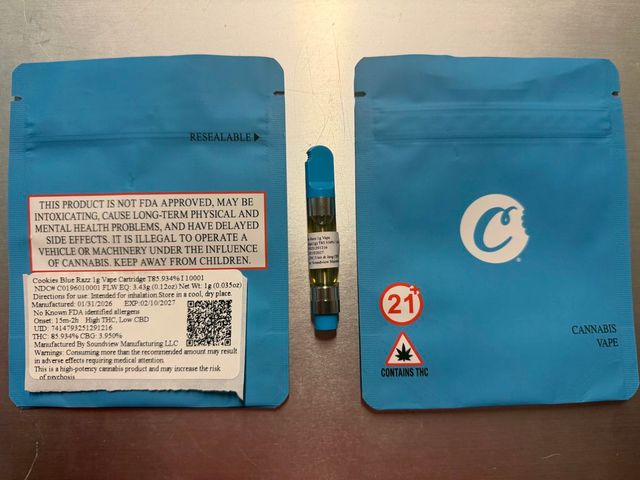 RESEALABLE
THIS PRODUCT IS NOT FDA APPROVED, MAY BE
INTOXICATING, CAUSE LONG-TERM PHYSICAL AND
MENTAL HEALTH PROBLEMS, AND HAVE DELAYED
SIDE EFFECTS. IT IS ILLEGAL TO OPERATE A
VEHICLE OR MACHINERY UNDER THE INFLUENCE
OF CANNABIS. KEEP AWAY FROM CHILDREN.
Cookies Blue Razz 1g Vape Cartridge T85.934% I 10001
NDC# C0196010001 FLW EQ: 3.43g (0.12oz) Net Wt: 1g (0.035oz)
Directions for use: Intended for inhalation Store in a cool, dry place.
Manufactured: 01/31/2026 EXP:02/10/2027
No Known FDA identified allergens
Onset: 15m-2h High THC, Low CBD
UID: 7414793251291216
THC: 85.934% CBG: 3.950%
Manufactured By Soundview Manufacturing LLC
Warnings: Consuming more than the recommended amount may result
in adverse effects requiring medical attention.
This is a high-potency cannabis product and may increase the risk
of psychosis
Razz 1g Vape
C
21+
CONTAINS THC
CANNABIS
VAPE